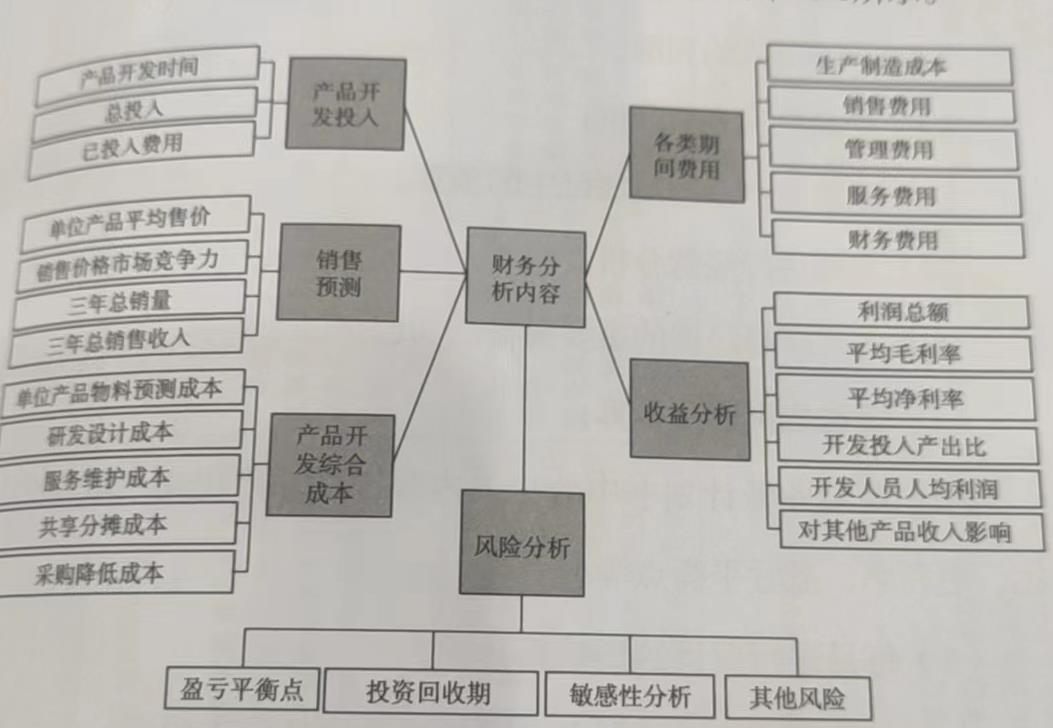 产品开发时间
总投入
已投入费用
产品开
发投入
单位产品平均售价
销售价格市场竞争力
三年总销量
三年总销售收入
销售
预测
单位产品物料预测成本
研发设计成本
服务维护成本
共享分摊成本
采购降低成本
产品开
发综合
成本
财务分
析内容
各类期
间费用
生产制造成本
销售费用
管理费用
服务费用
财务费用
收益分析
利润总额
平均毛利率
平均净利率
开发投入产出比
开发人员人均利润
对其他产品收入影响
风险分析
盈亏平衡点
投资回收期
敏感性分析
其他风险